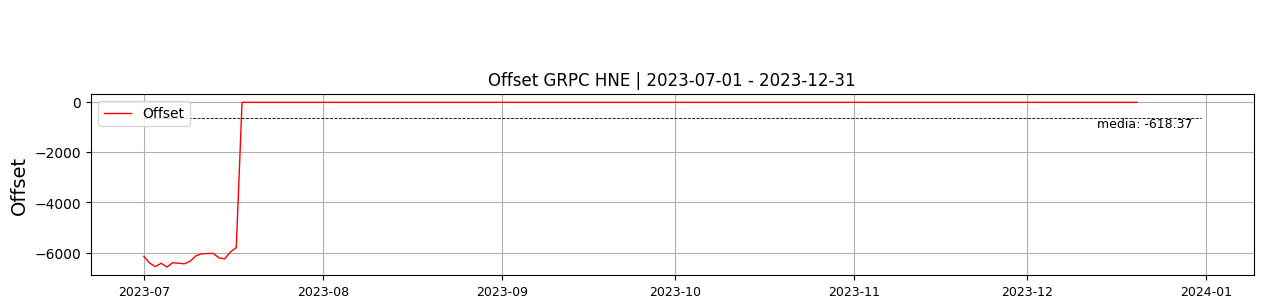 Offset GRPC HNE | 2023-07-01 - 2023-12-31
Offset
0
−2000
−4000
−6000
Offset
media: -618.37
2023-07
2023-08
2023-09
2023-10
2023-11
2023-12
2024-01